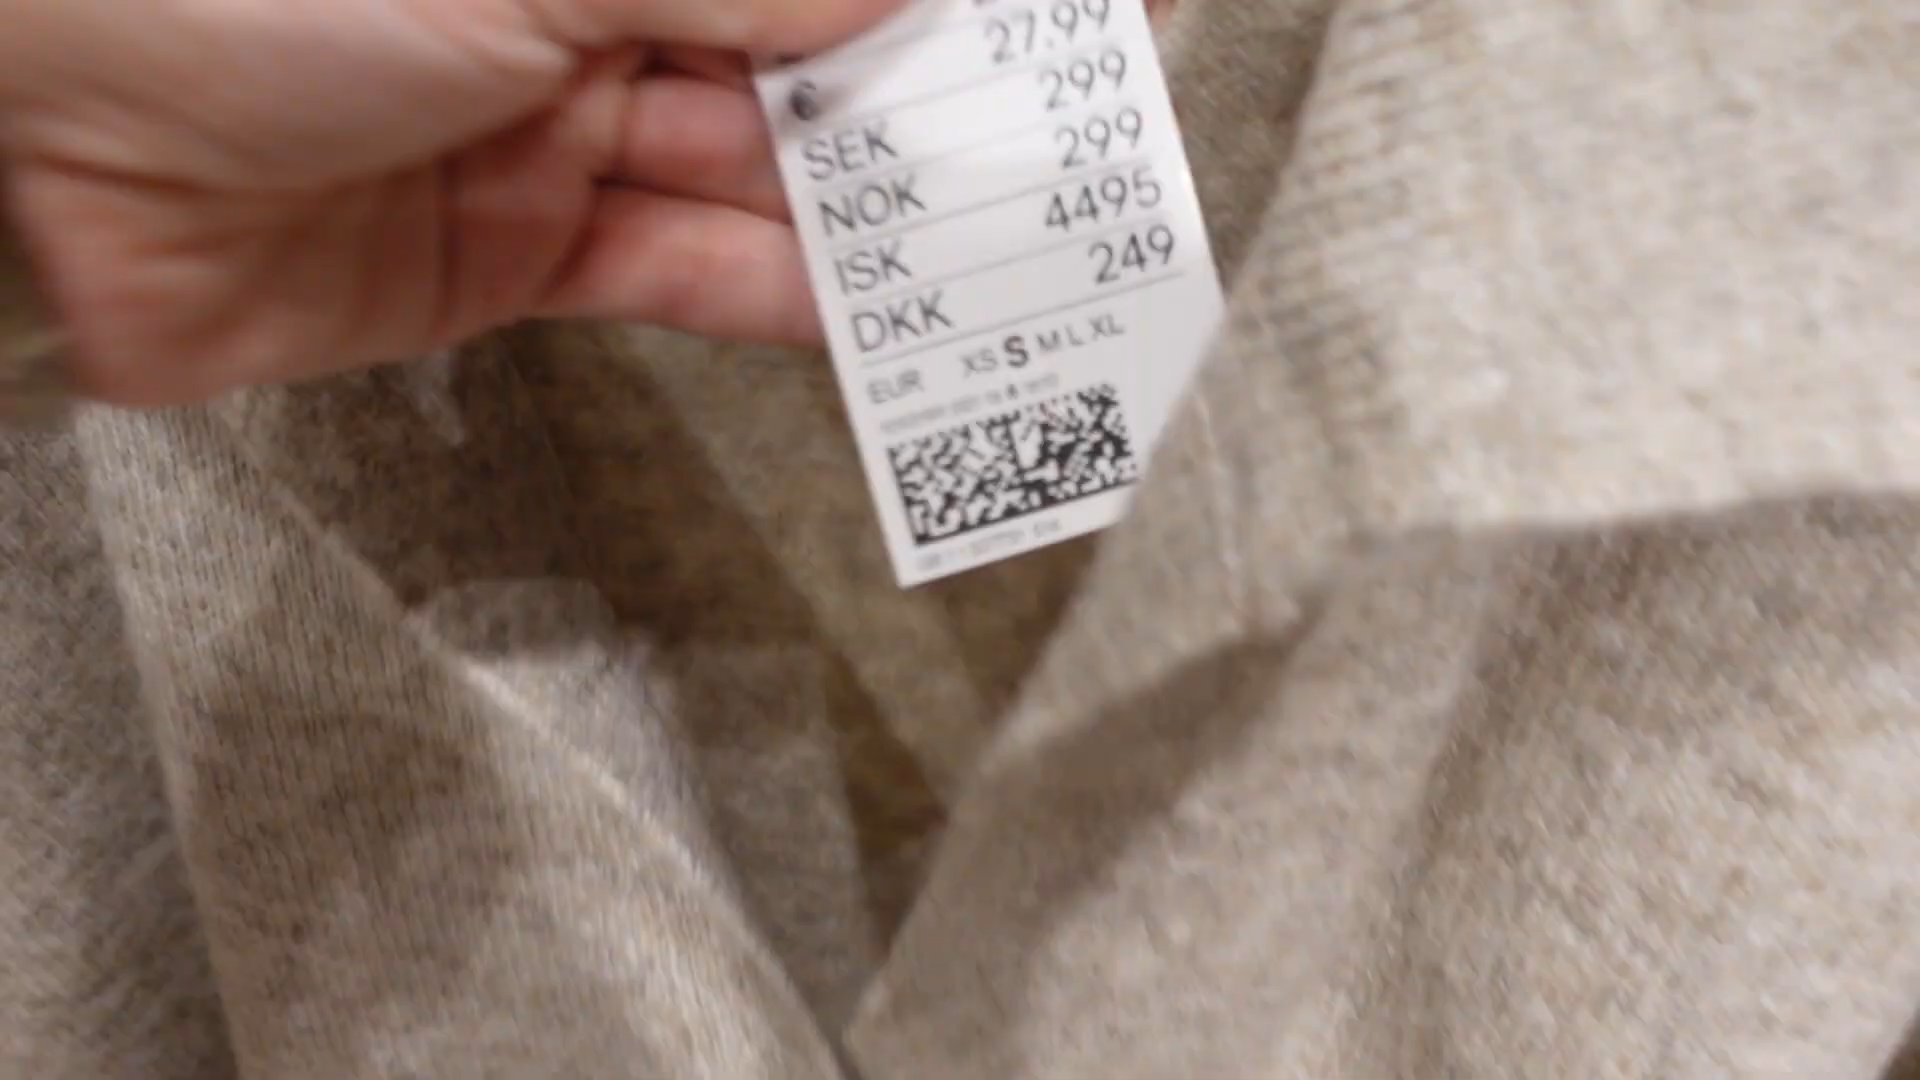 € 27.99
SEK 299
NOK 299
ISK 4495
DKK 249
EUR XS S M L XL